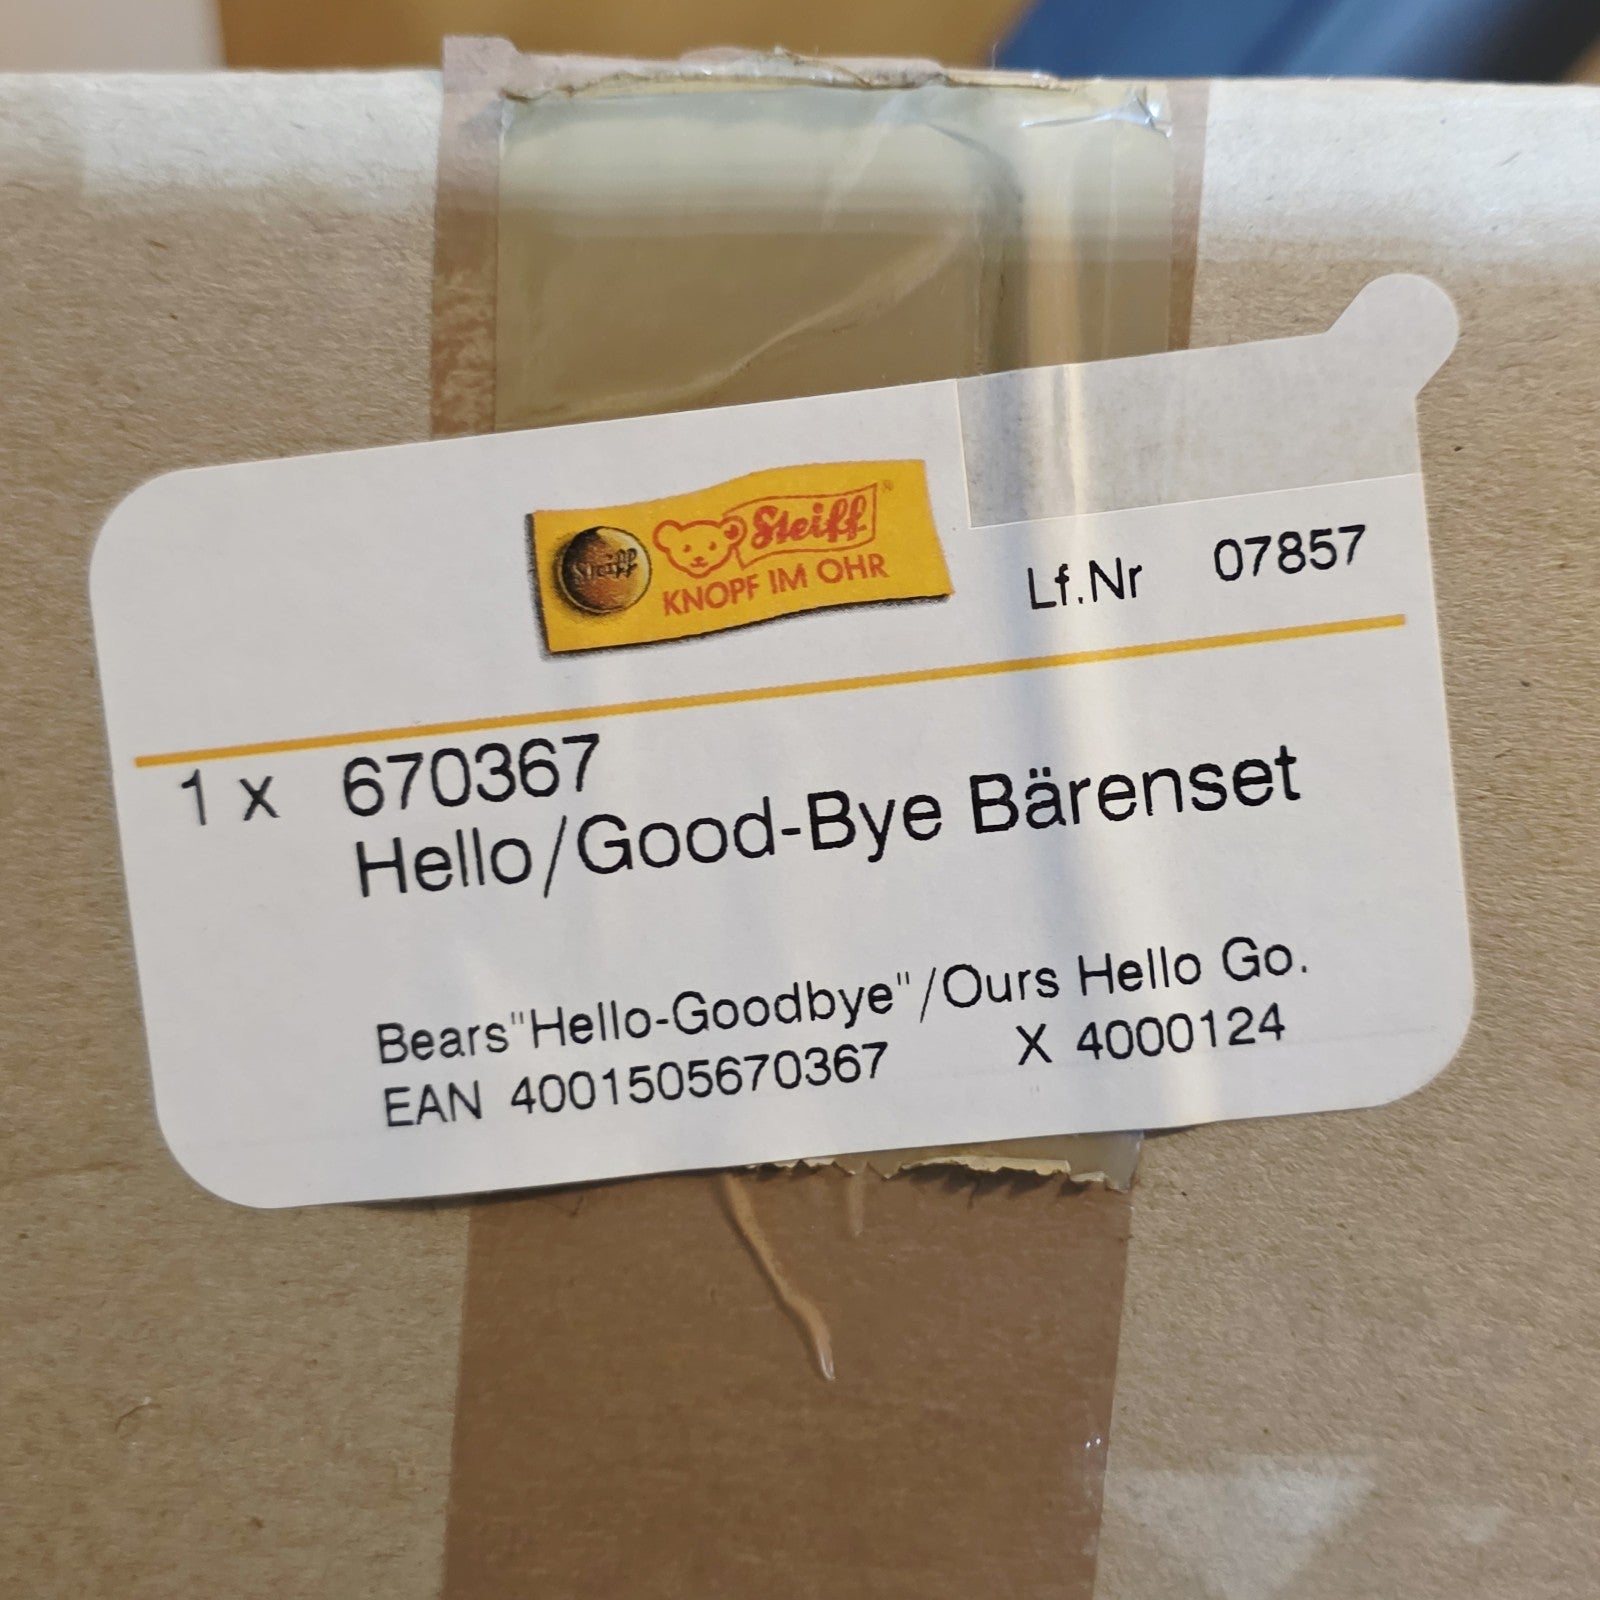 Steiff
Steiff®
KNOPF IM OHR
Lf.Nr 07857
1 x 670367
Hello/Good-Bye Bärenset
Bears"Hello-Goodbye"/Ours Hello Go.
EAN 4001505670367 X 4000124